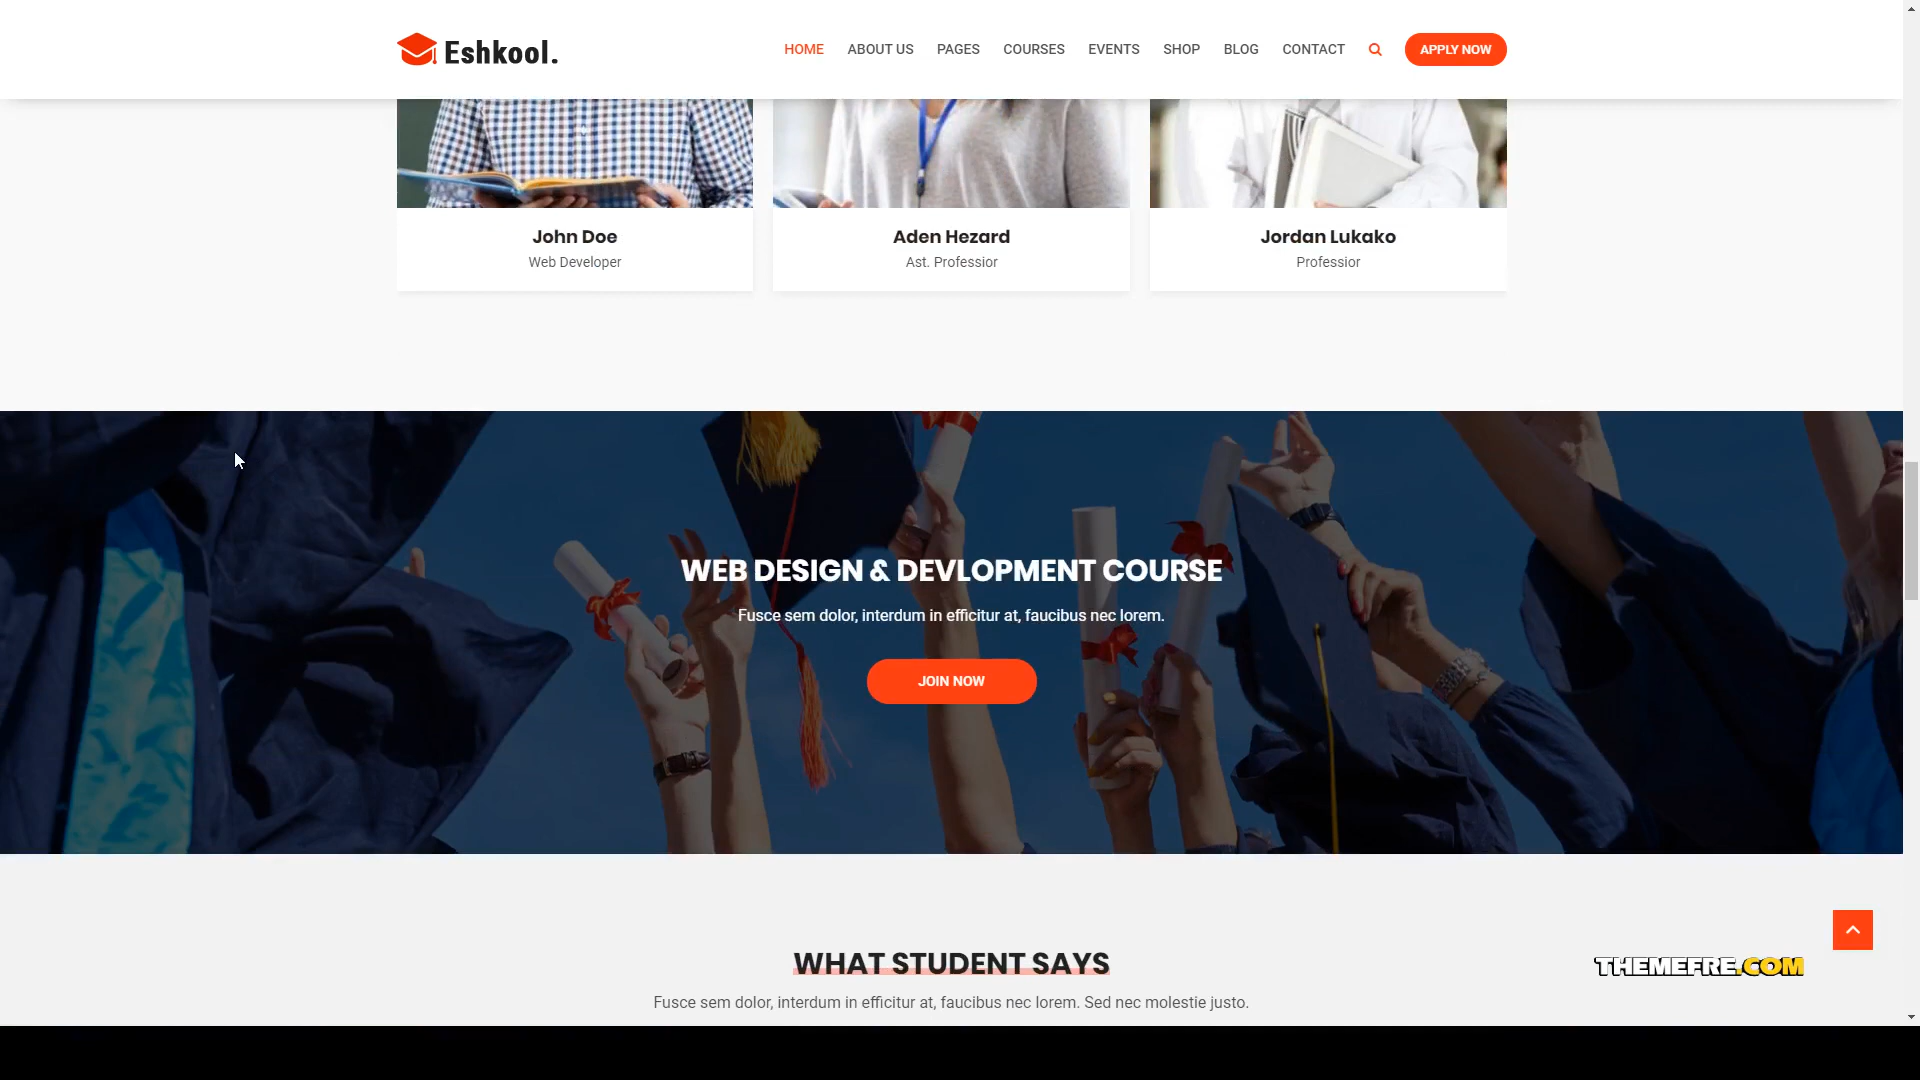 Eshkool.
HOME ABOUT US PAGES COURSES EVENTS SHOP BLOG CONTACT APPLY NOW
John Doe
Web Developer
Aden Hezard
Ast. Professior
Jordan Lukako
Professior
WEB DESIGN & DEVLOPMENT COURSE
Fusce sem dolor, interdum in efficitur at, faucibus nec lorem.
JOIN NOW
WHAT STUDENT SAYS
THEMEFRE.COM
Fusce sem dolor, interdum in efficitur at, faucibus nec lorem. Sed nec molestie justo.